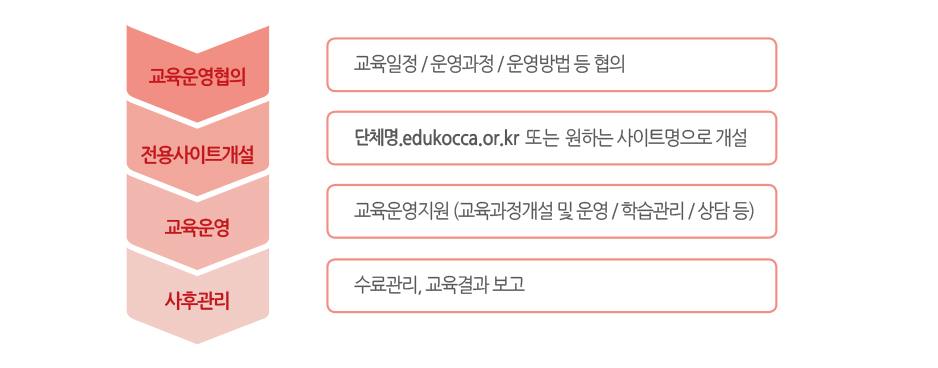 교육운영협의
교육일정 / 운영과정 / 운영방법 등 협의
전용사이트개설
단체명.edukocca.or.kr 또는 원하는 사이트명으로 개설
교육운영
교육운영지원 (교육과정개설 및 운영 / 학습관리 / 상담 등)
사후관리
수료관리, 교육결과 보고